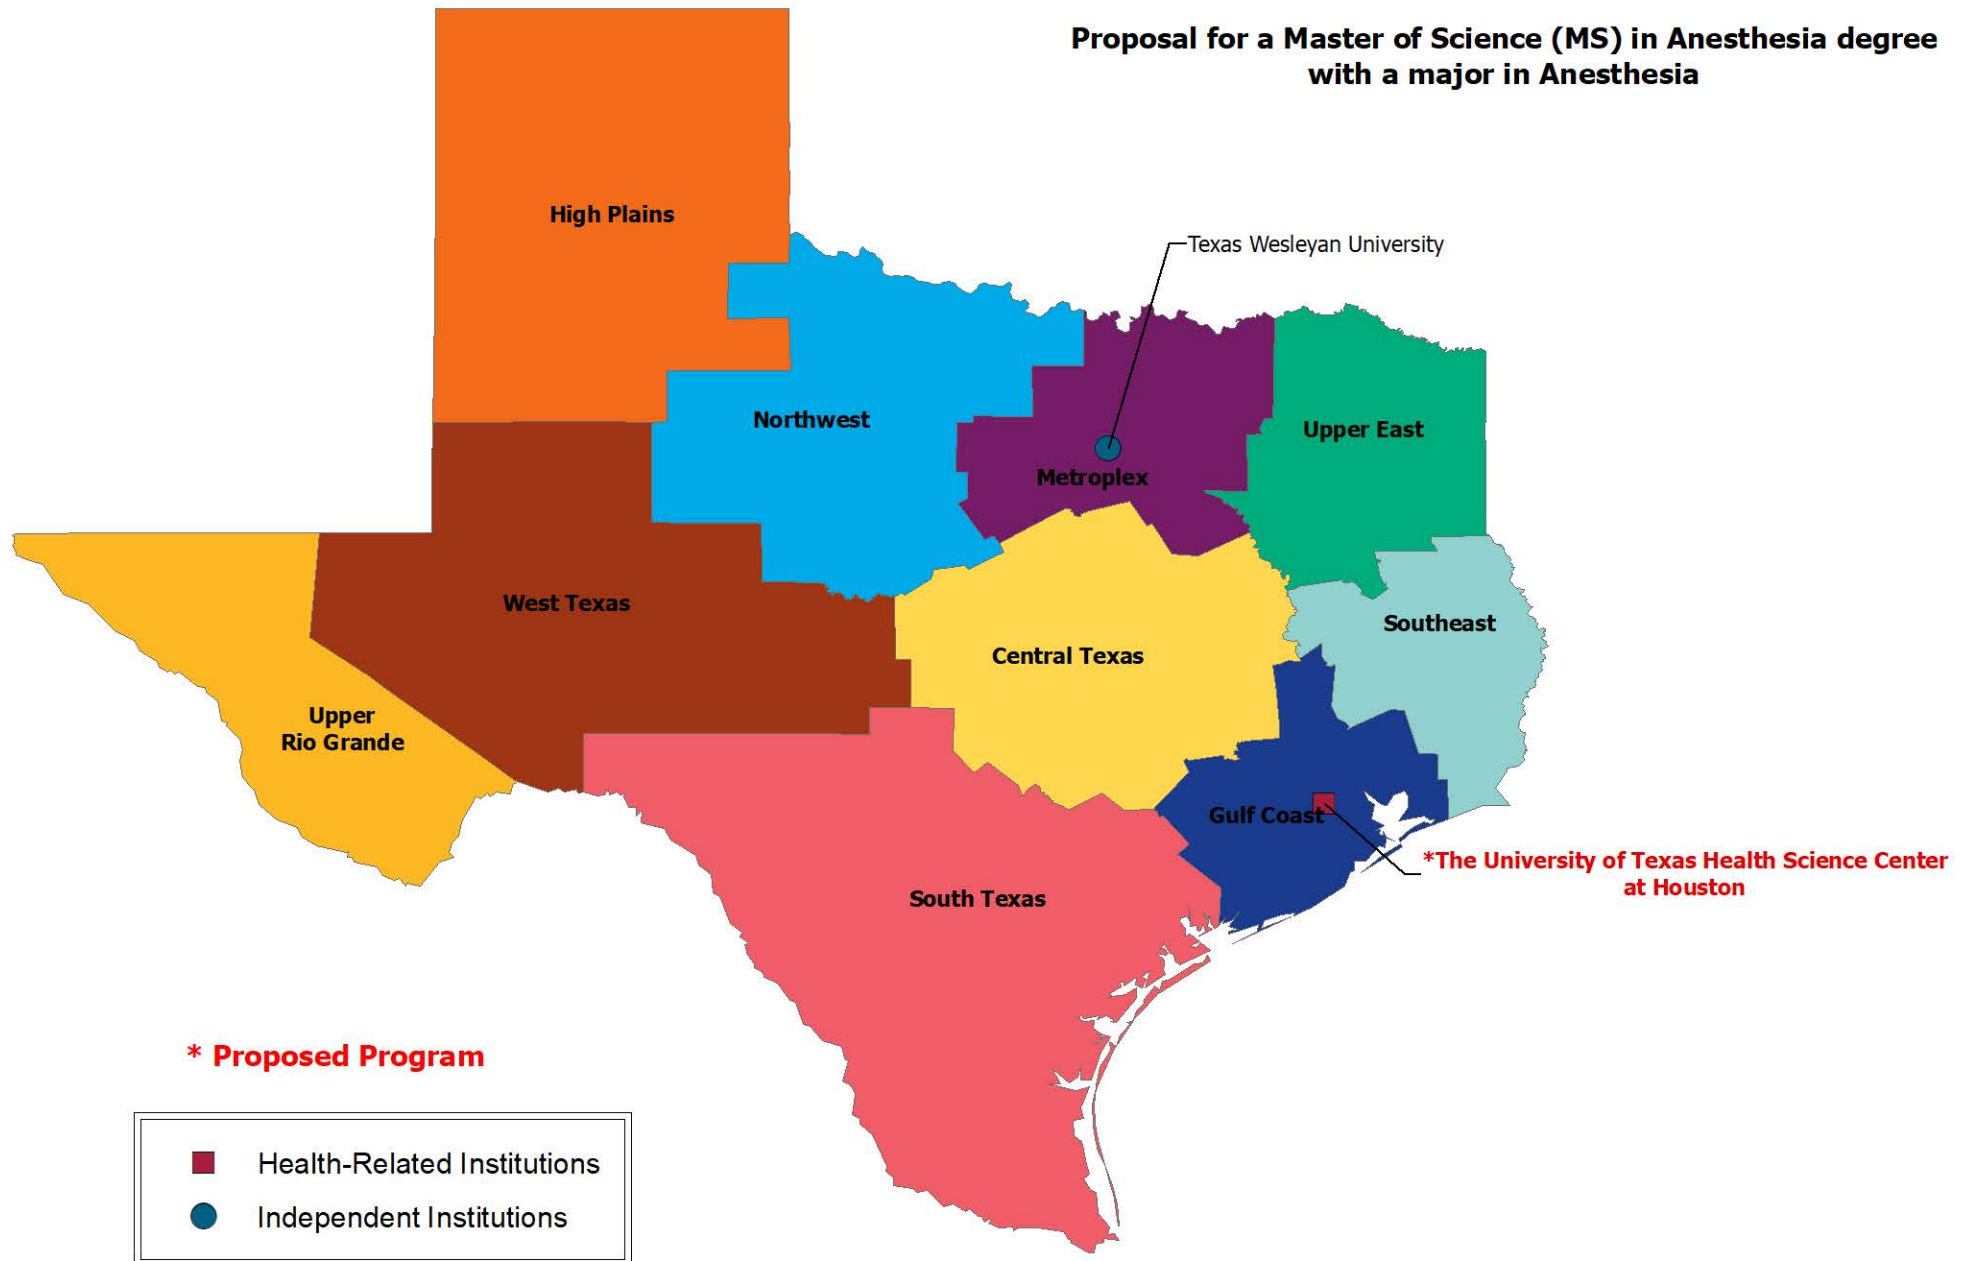 Proposal for a Master of Science (MS) in Anesthesia degree
with a major in Anesthesia
High Plains
Texas Wesleyan University
Northwest
Upper East
Metroplex
West Texas
Southeast
Central Texas
Upper
Rio Grande
Gulf Coast
*The University of Texas Health Science Center
at Houston
South Texas
* Proposed Program
Health-Related Institutions
Independent Institutions